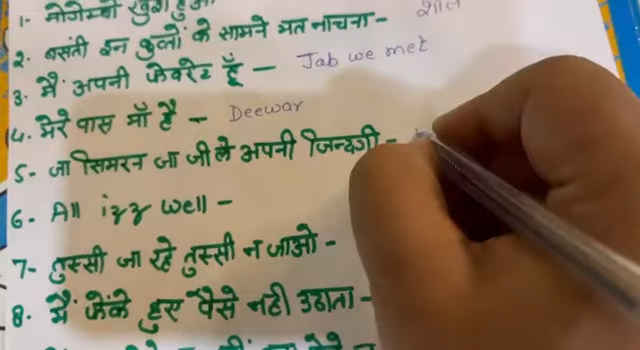 1. मोगेम्बो खुश हुआ
2. बसंती इन कुत्तों के सामने मत नाचना - शोले
3. मैं अपनी फेवरेट हूँ - Jab we met
4. मेरे पास माँ है - Deewar
5- जा सिमरन जा जीले अपनी जिन्दगी -
6- All izz well -
7- तुस्सी जा रहे तुस्सी न जाओ -
8. मैं फेंके हुए पैसे नही उठाता -